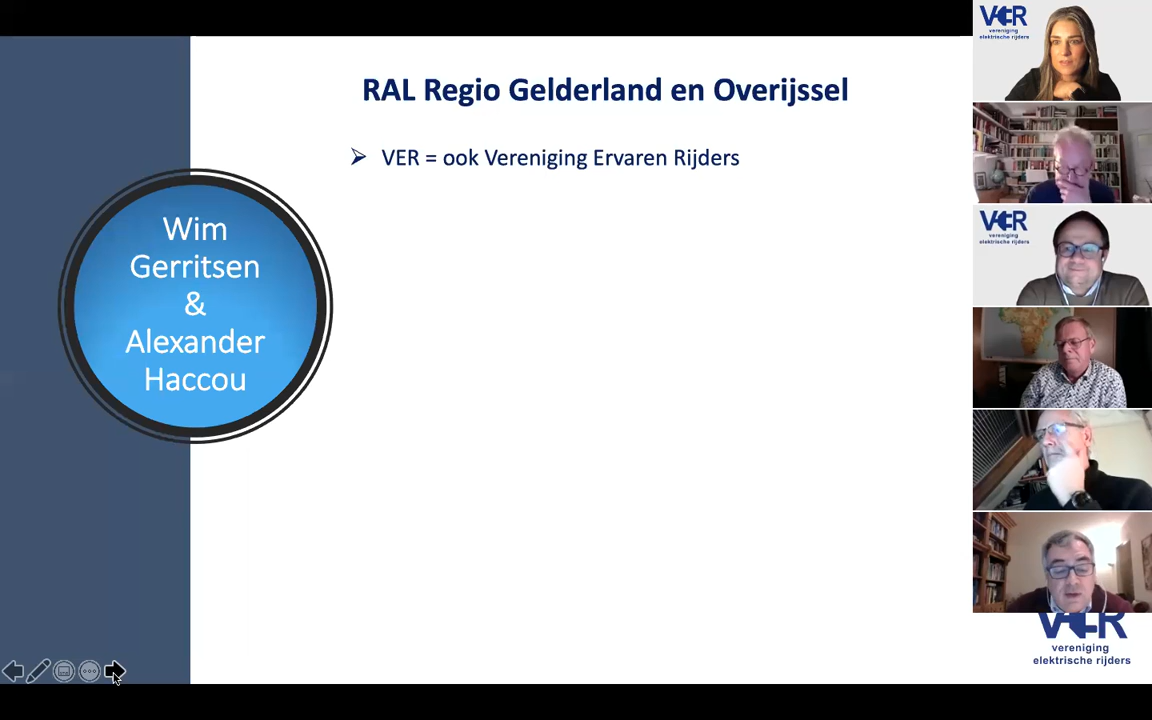 RAL Regio Gelderland en Overijssel
VER = ook Vereniging Ervaren Rijders
Wim
Gerritsen
&
Alexander
Haccou
VER
vereniging
elektrische rijders
VER
vereniging
elektrische rijders
VER
vereniging
elektrische rijders